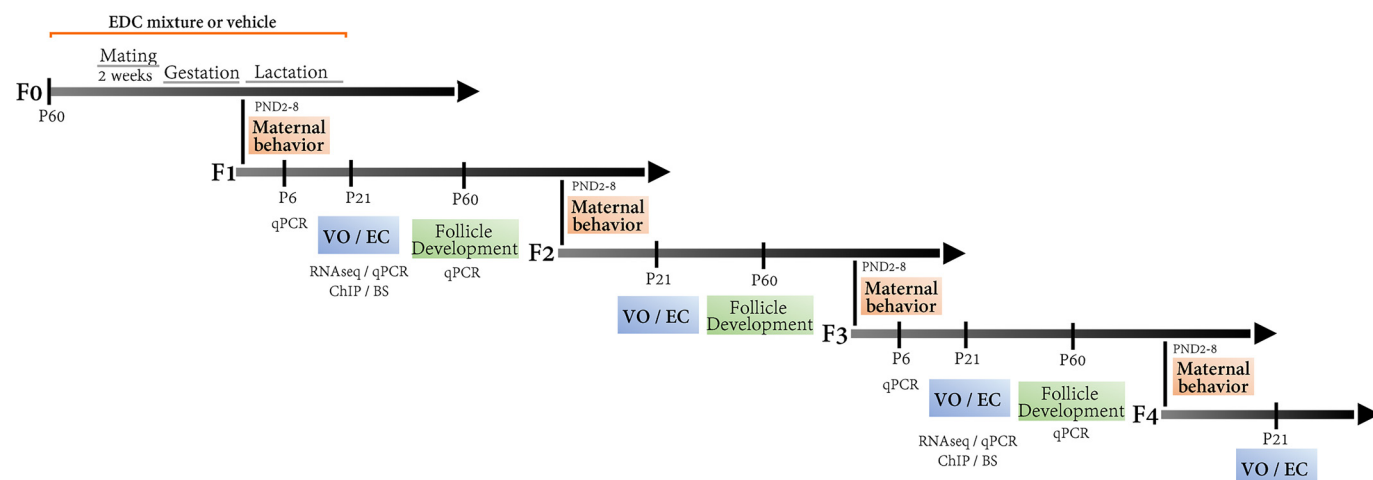 EDC mixture or vehicle
Mating
2 weeks
Gestation
Lactation
F0
P60
PND2-8
Maternal
behavior
F1
P6
P21
P60
qPCR
VO / EC
Follicle
Development
RNAseq / qPCR
ChIP / BS
qPCR
PND2-8
Maternal
behavior
F2
P21
P60
VO / EC
Follicle
Development
PND2-8
Maternal
behavior
F3
P6
P21
P60
qPCR
VO / EC
Follicle
Development
RNAseq / qPCR
ChIP / BS
qPCR
PND2-8
Maternal
behavior
F4
P21
VO / EC